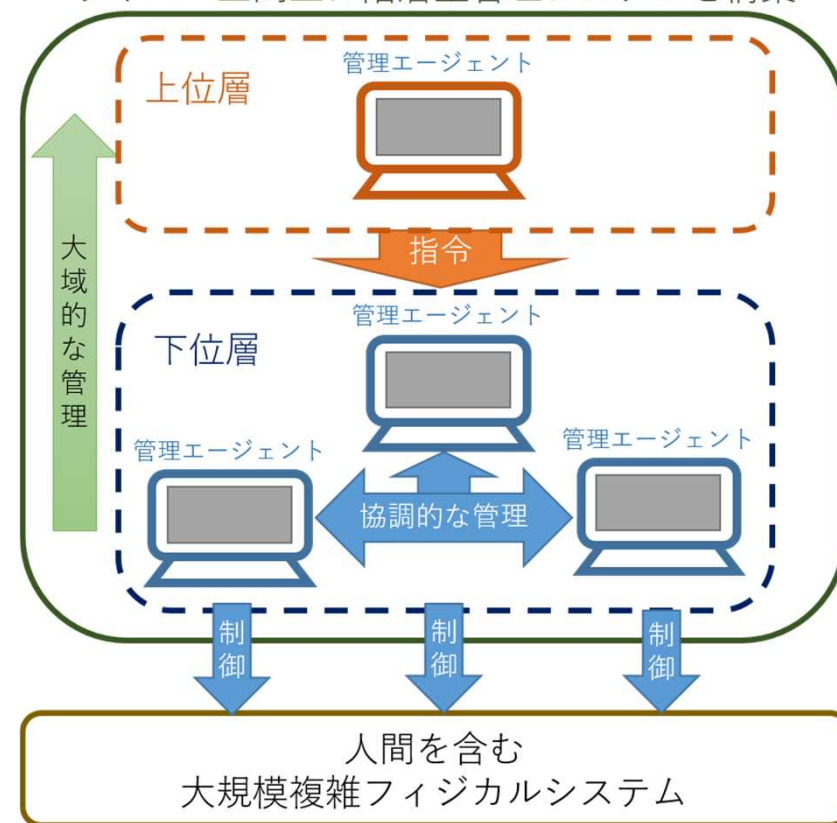 管理エージェント
上位層
指令
大域的な管理
管理エージェント
下位層
管理エージェント
管理エージェント
協調的な管理
制御
制御
制御
人間を含む
大規模複雑フィジカルシステム